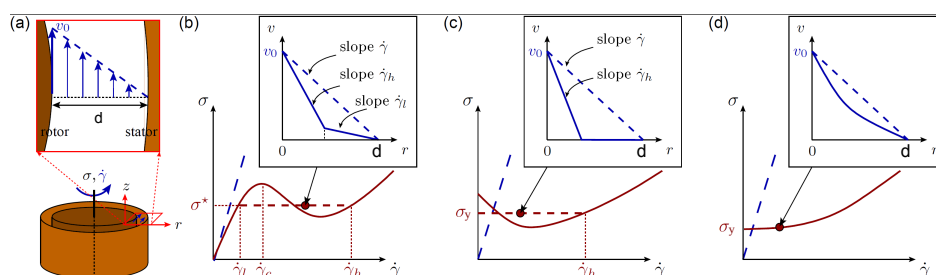 (a)
v₀
d
rotor
stator
σ, γ̇
z
r
(b)
σ
σ*
γ̇ₗ
γ̇c
γ̇ₕ
γ̇
v
v₀
slope γ̇
slope γ̇ₕ
slope γ̇ₗ
0
d
r
(c)
σ
σy
γ̇ₕ
γ̇
v
v₀
slope γ̇
slope γ̇ₕ
0
d
r
(d)
σ
σy
γ̇
v
v₀
0
d
r